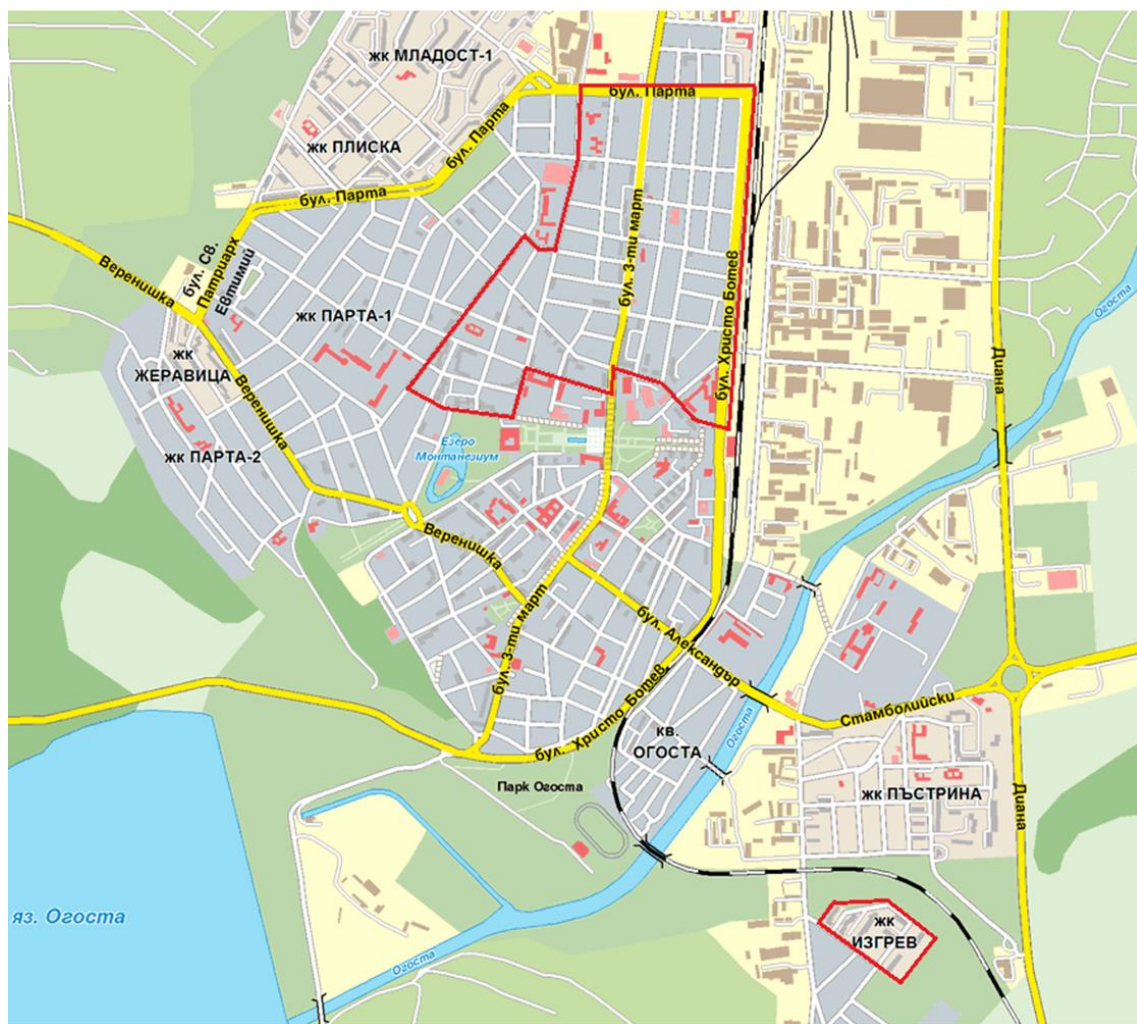 жк МЛАДОСТ-1
бул. Парта
бул. Парта
жк ПЛИСКА
бул. Парта
Огоста
Веренишка
бул. Св.
Патриарх
Евтимий
бул. 3-ти март
бул. Христо Ботев
жк ПАРТА-1
жк
ЖЕРАВИЦА
Веренишка
Диана
жк ПАРТА-2
Езеро
Монтанезиум
Веренишка
бул. 3-ти март
бул. Александър
Стамболийски
бул. Христо Ботев
кв.
ОГОСТА
Огоста
Парк Огоста
жк ПЪСТРИНА
Диана
яз. Огоста
жк
ИЗГРЕВ
Огоста